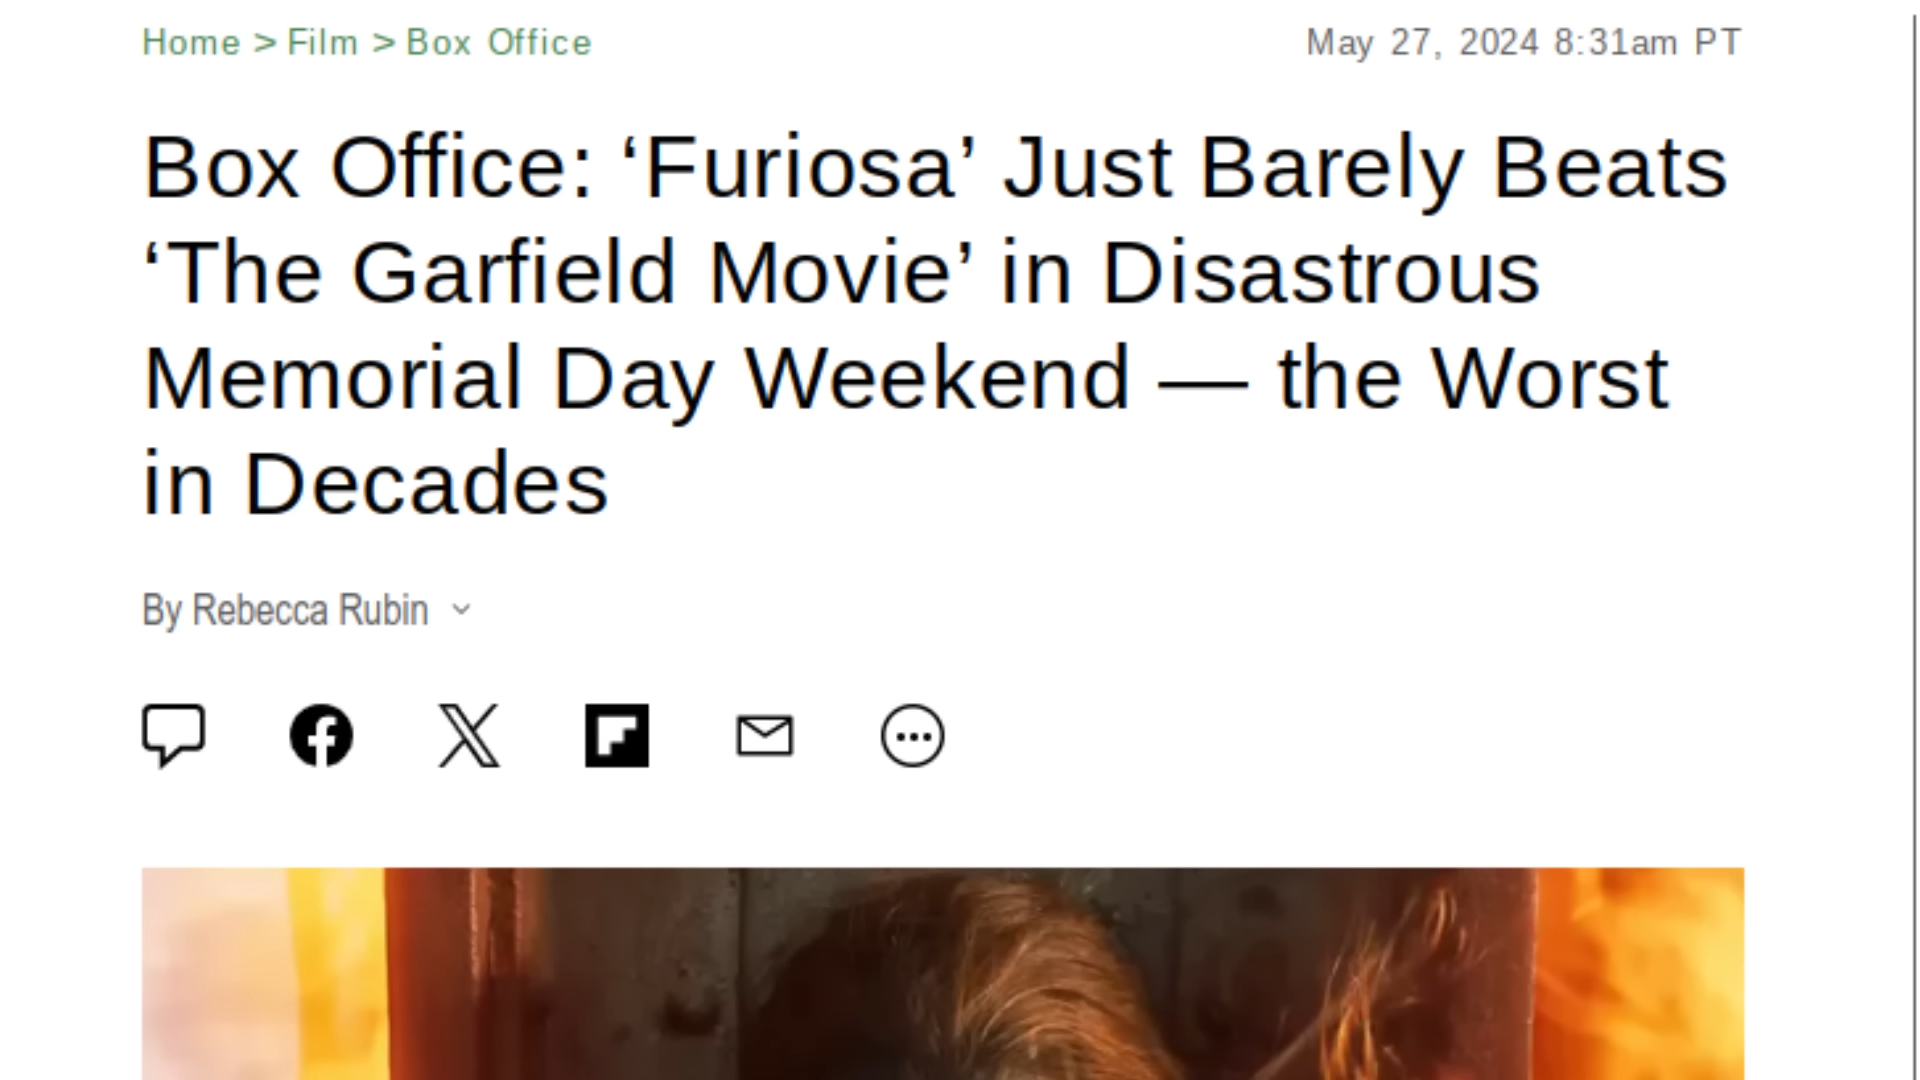 Home > Film > Box Office
May 27, 2024 8:31am PT
Box Office: ‘Furiosa’ Just Barely Beats
‘The Garfield Movie’ in Disastrous
Memorial Day Weekend — the Worst
in Decades
By Rebecca Rubin